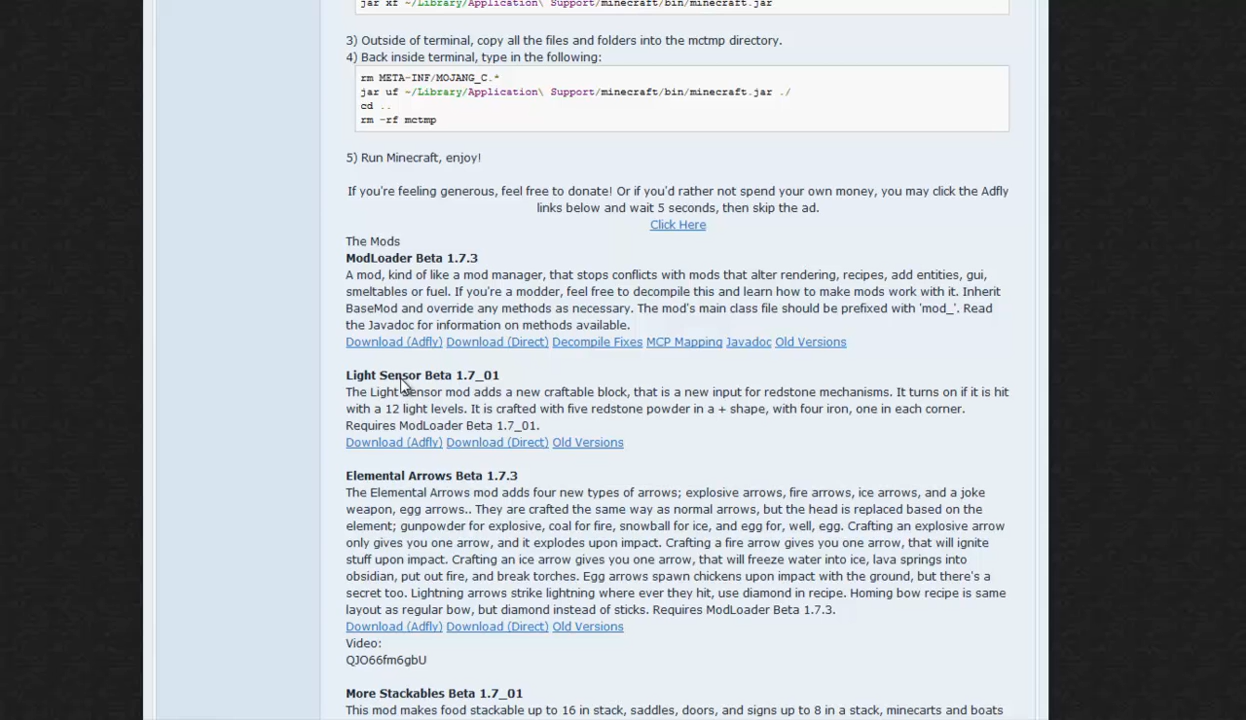 jar xf ~/Library/Application\ Support/minecraft/bin/minecraft.jar
3) Outside of terminal, copy all the files and folders into the mctmp directory.
4) Back inside terminal, type in the following:
rm META-INF/MOJANG_C.*
jar uf ~/Library/Application\ Support/minecraft/bin/minecraft.jar ./
cd ..
rm -rf mctmp
5) Run Minecraft, enjoy!
If you're feeling generous, feel free to donate! Or if you'd rather not spend your own money, you may click the Adfly
links below and wait 5 seconds, then skip the ad.
Click Here
The Mods
ModLoader Beta 1.7.3
A mod, kind of like a mod manager, that stops conflicts with mods that alter rendering, recipes, add entities, gui,
smeltables or fuel. If you're a modder, feel free to decompile this and learn how to make mods work with it. Inherit
BaseMod and override any methods as necessary. The mod's main class file should be prefixed with 'mod_'. Read
the Javadoc for information on methods available.
Download (Adfly) Download (Direct) Decompile Fixes MCP Mapping Javadoc Old Versions
Light Sensor Beta 1.7_01
The Light Sensor mod adds a new craftable block, that is a new input for redstone mechanisms. It turns on if it is hit
with a 12 light levels. It is crafted with five redstone powder in a + shape, with four iron, one in each corner.
Requires ModLoader Beta 1.7_01.
Download (Adfly) Download (Direct) Old Versions
Elemental Arrows Beta 1.7.3
The Elemental Arrows mod adds four new types of arrows; explosive arrows, fire arrows, ice arrows, and a joke
weapon, egg arrows.. They are crafted the same way as normal arrows, but the head is replaced based on the
element; gunpowder for explosive, coal for fire, snowball for ice, and egg for, well, egg. Crafting an explosive arrow
only gives you one arrow, and it explodes upon impact. Crafting a fire arrow gives you one arrow, that will ignite
stuff upon impact. Crafting an ice arrow gives you one arrow, that will freeze water into ice, lava springs into
obsidian, put out fire, and break torches. Egg arrows spawn chickens upon impact with the ground, but there's a
secret too. Lightning arrows strike lightning where ever they hit, use diamond in recipe. Homing bow recipe is same
layout as regular bow, but diamond instead of sticks. Requires ModLoader Beta 1.7.3.
Download (Adfly) Download (Direct) Old Versions
Video:
QJO66fm6gbU
More Stackables Beta 1.7_01
This mod makes food stackable up to 16 in stack, saddles, doors, and signs up to 8 in a stack, minecarts and boats